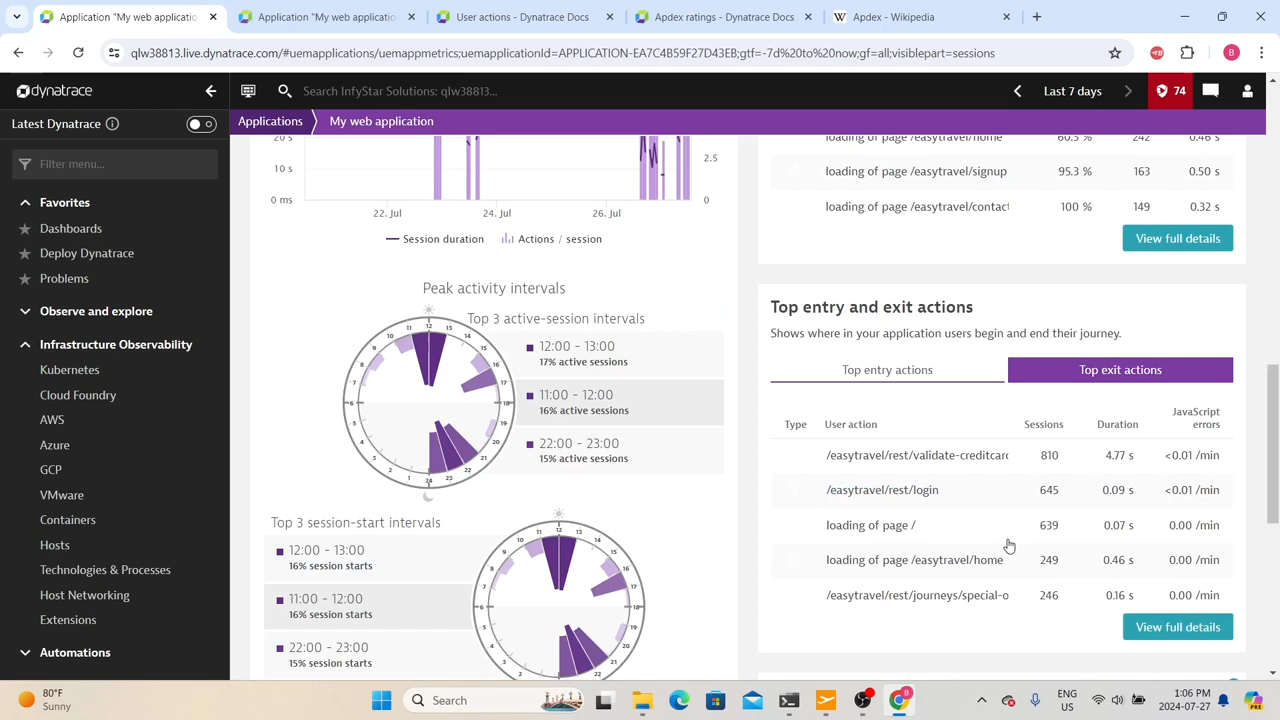 Application "My web applicatio
Application "My web applicatio
User actions - Dynatrace Docs
Apdex ratings - Dynatrace Docs
Apdex - Wikipedia
qlw38813.live.dynatrace.com/#uemapplications/uemappmetrics;uemapplicationId=APPLICATION-EA7C4B59F27D43EB;gtf=-7d%20to%20now;gf=all;visiblepart=sessions
dynatrace
Search InfyStar Solutions: qlw38813...
Last 7 days
74
Latest Dynatrace
Applications
My web application
Filter menu...
Favorites
Dashboards
Deploy Dynatrace
Problems
Observe and explore
Infrastructure Observability
Kubernetes
Cloud Foundry
AWS
Azure
GCP
VMware
Containers
Hosts
Technologies & Processes
Host Networking
Extensions
Automations
20 s
10 s
0 ms
2.5
0
22. Jul
24. Jul
26. Jul
Session duration
Actions / session
Peak activity intervals
Top 3 active-session intervals
12:00 - 13:00
17% active sessions
11:00 - 12:00
16% active sessions
22:00 - 23:00
15% active sessions
Top 3 session-start intervals
12:00 - 13:00
16% session starts
11:00 - 12:00
16% session starts
22:00 - 23:00
15% session starts
loading of page /easytravel/home 60.3 % 242 0.46 s
loading of page /easytravel/signup 95.3 % 163 0.50 s
loading of page /easytravel/contact 100 % 149 0.32 s
View full details
Top entry and exit actions
Shows where in your application users begin and end their journey.
Top entry actions
Top exit actions
Type User action Sessions Duration JavaScript errors
/easytravel/rest/validate-creditcard 810 4.77 s <0.01 /min
/easytravel/rest/login 645 0.09 s <0.01 /min
loading of page / 639 0.07 s 0.00 /min
loading of page /easytravel/home 249 0.46 s 0.00 /min
/easytravel/rest/journeys/special-o 246 0.16 s 0.00 /min
View full details
80°F
Sunny
Search
ENG
US
1:06 PM
2024-07-27